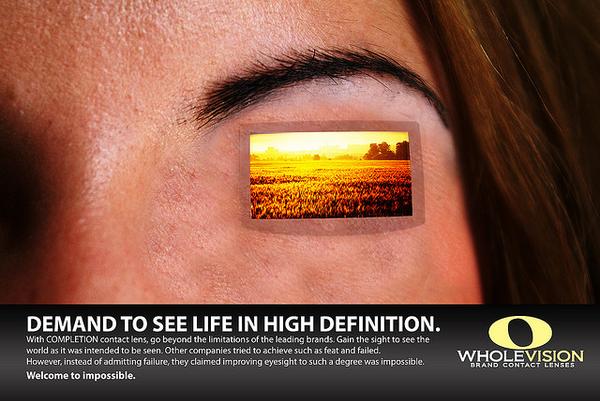 DEMAND TO SEE LIFE IN HIGH DEFINITION.
With COMPLETION contact lens, go beyond the limitations of the leading brands. Gain the sight to see the
world as it was intended to be seen. Other companies tried to achieve such as feat and failed.
However, instead of admitting failure, they claimed improving eyesight to such a degree was impossible.
Welcome to impossible.
WHOLEVISION
BRAND CONTACT LENSES